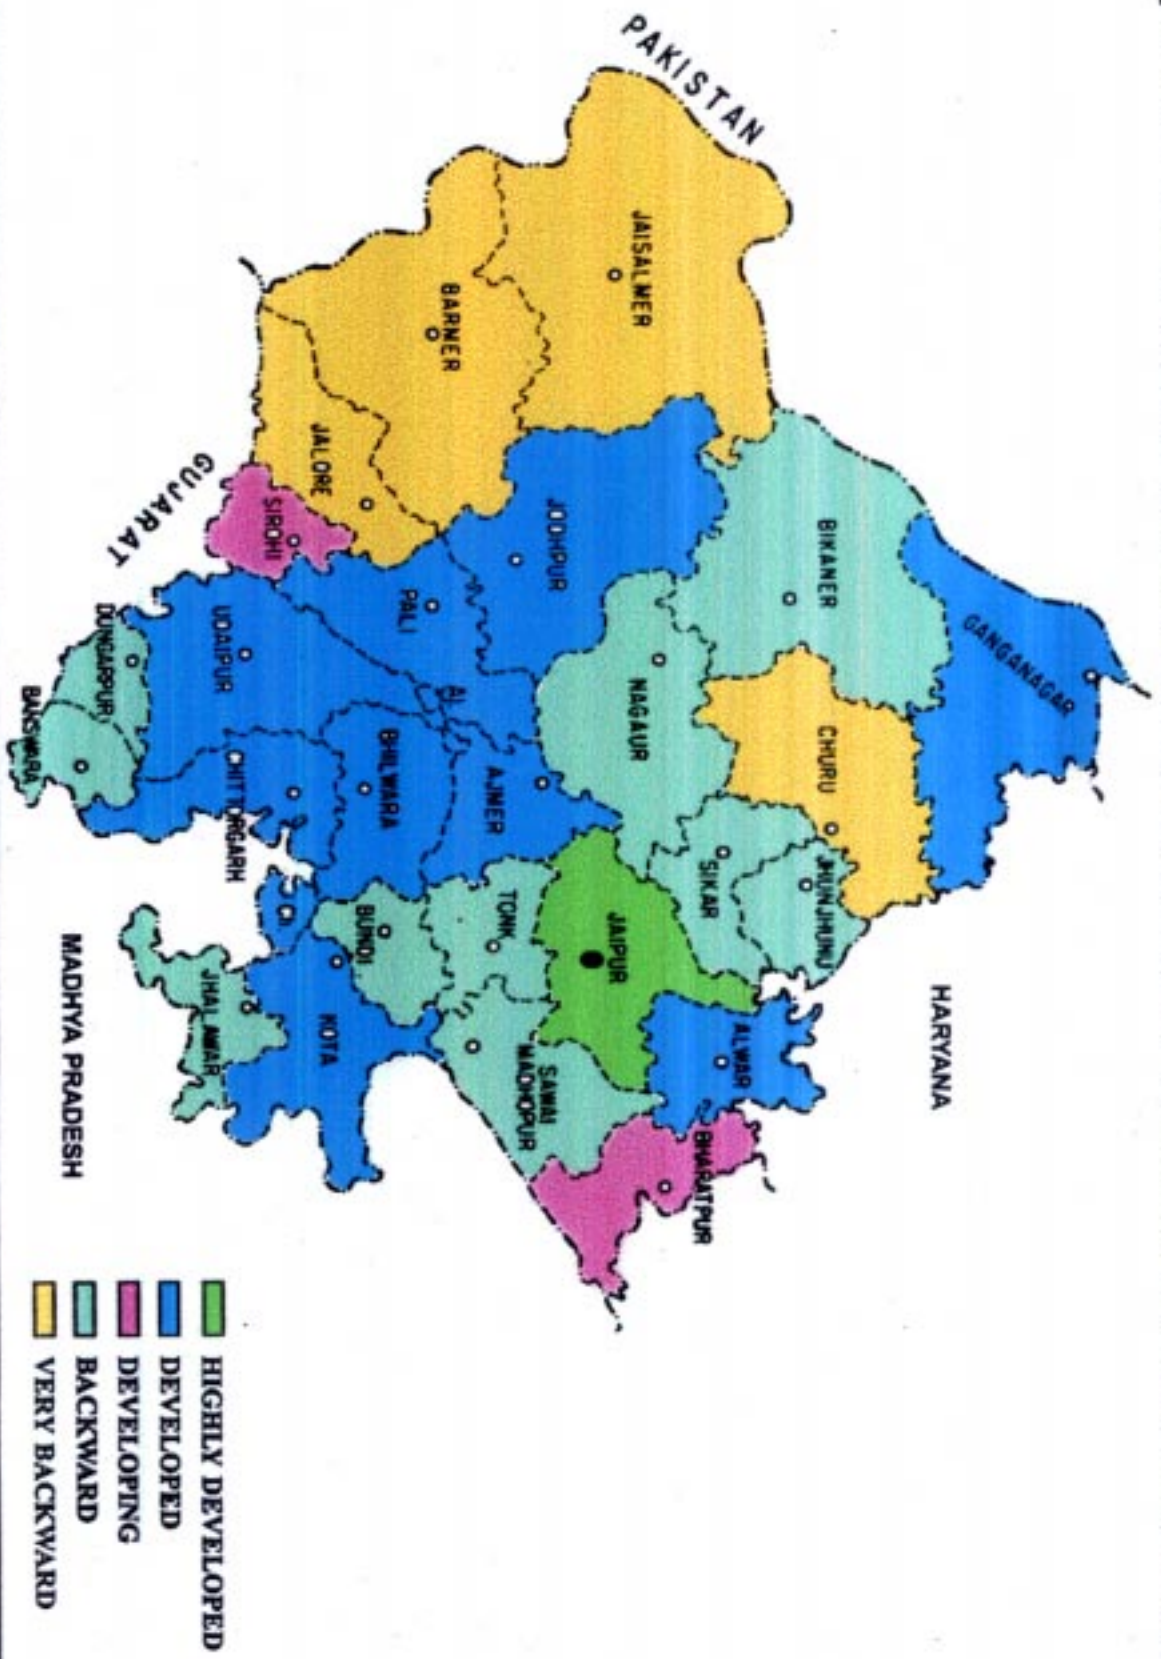 PAKISTAN
HARYANA
GUJARAT
MADHYA PRADESH
GANGANAGAR
BIKANER
CHURU
JHUNJHUNU
SIKAR
ALWAR
BHARATPUR
JAISALMER
NAGAUR
JAIPUR
JODHPUR
SAWAI
MADHOPUR
TONK
AJMER
AJ
BARNER
PALI
BHILWARA
BUNDI
KOTA
JALORE
SIROHI
UDAIPUR
CHITTORGARH
JHALAWAR
DUNGARPUR
BANSWARA
HIGHLY DEVELOPED
DEVELOPED
DEVELOPING
BACKWARD
VERY BACKWARD